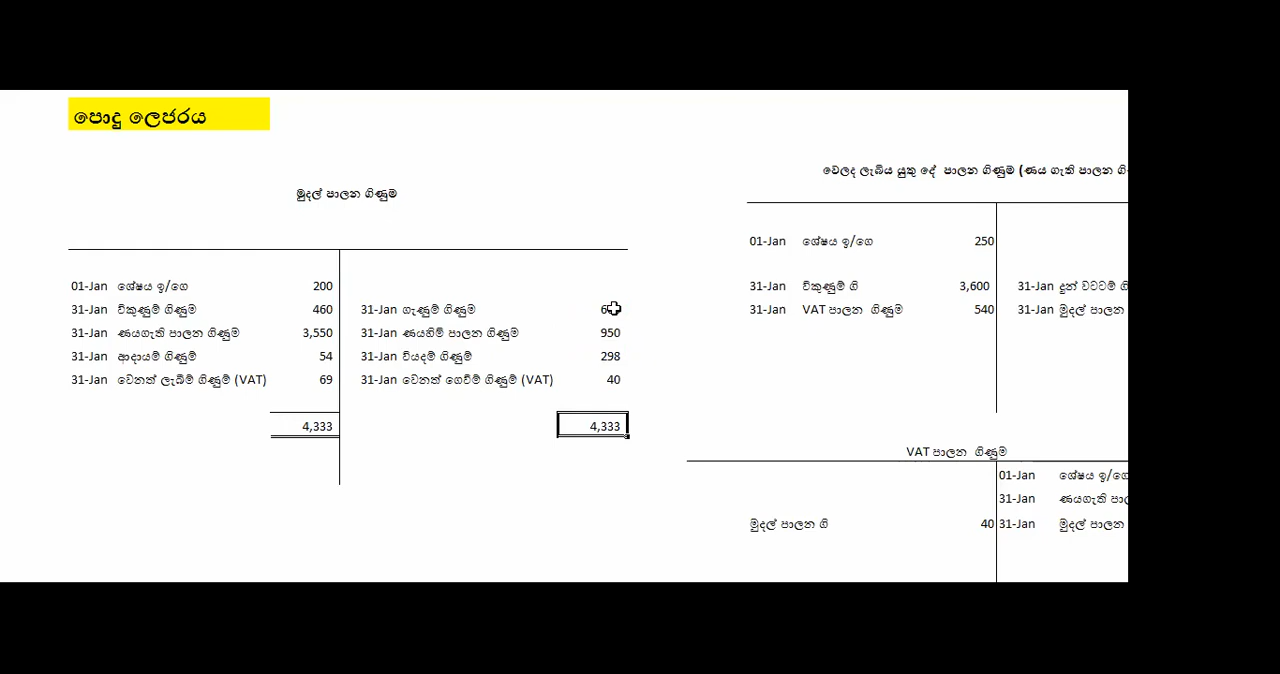 පොදු ලෙජරය
මුදල් පාලන ගිණුම
01-Jan ශේෂය ඉ/ගෙ 200
31-Jan විකුණුම් ගිණුම 460 31-Jan ගැණුම් ගිණුම
31-Jan ණයගැති පාලන ගිණුම 3,550 31-Jan ණයහිමි පාලන ගිණුම 950
31-Jan ආදායම් ගිණුම් 54 31-Jan වියදම් ගිණුම් 298
31-Jan වෙනත් ලැබීම් ගිණුම් (VAT) 69 31-Jan වෙනත් ගෙවීම් ගිණුම් (VAT) 40
4,333 4,333
වෙලද ලැබිය යුතු දේ පාලන ගිණුම (ණය ගැති පාලන
01-Jan ශේෂය ඉ/ගෙ 250
31-Jan විකුණුම් ගි 3,600 31-Jan දුන් වට්ටම්
31-Jan VAT පාලන ගිණුම 540 31-Jan මුදල් පාලන
VAT පාලන ගිණුම
01-Jan ශේෂය ඉ/ගෙ
31-Jan ණයගැති
මුදල් පාලන ගි 40 31-Jan මුදල් පාලන